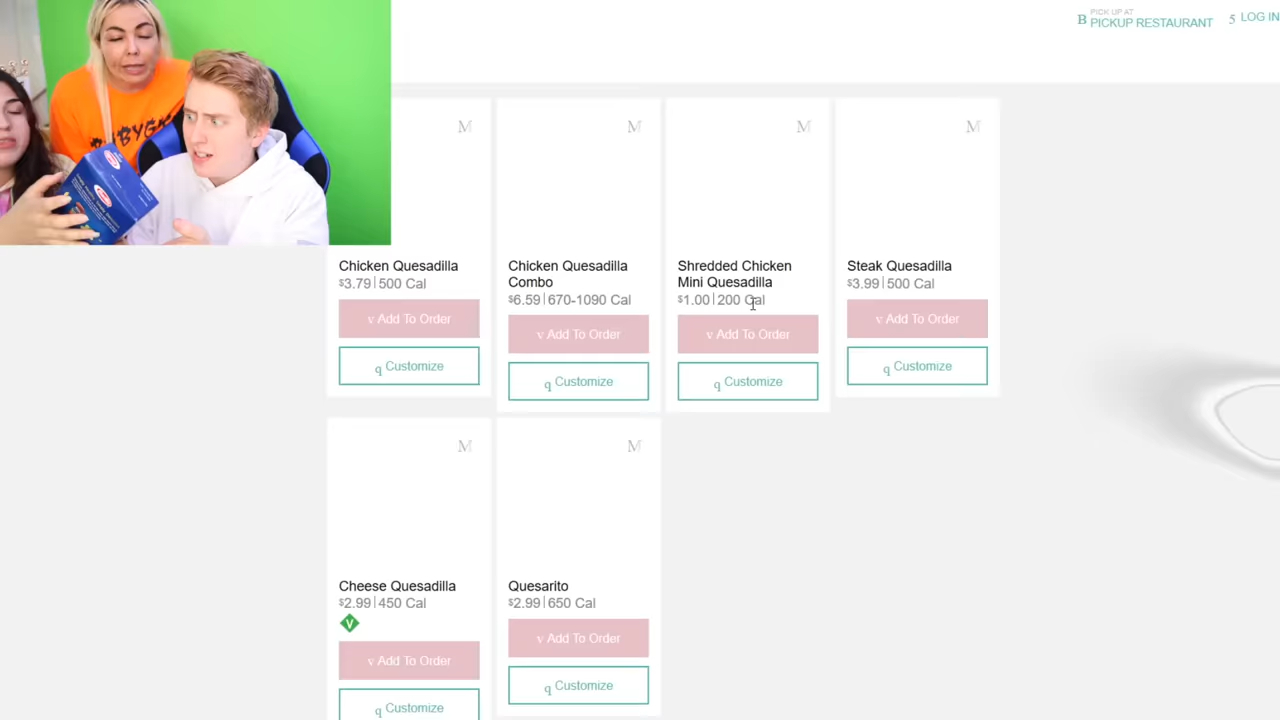 PICK UP AT
B PICKUP RESTAURANT
5 LOG IN
M
M
M
M
Chicken Quesadilla
$3.79 | 500 Cal
v Add To Order
q Customize
Chicken Quesadilla
Combo
$6.59 | 670-1090 Cal
v Add To Order
q Customize
Shredded Chicken
Mini Quesadilla
$1.00 | 200 Cal
v Add To Order
q Customize
Steak Quesadilla
$3.99 | 500 Cal
v Add To Order
q Customize
M
M
Cheese Quesadilla
$2.99 | 450 Cal
V
v Add To Order
q Customize
Quesarito
$2.99 | 650 Cal
v Add To Order
q Customize